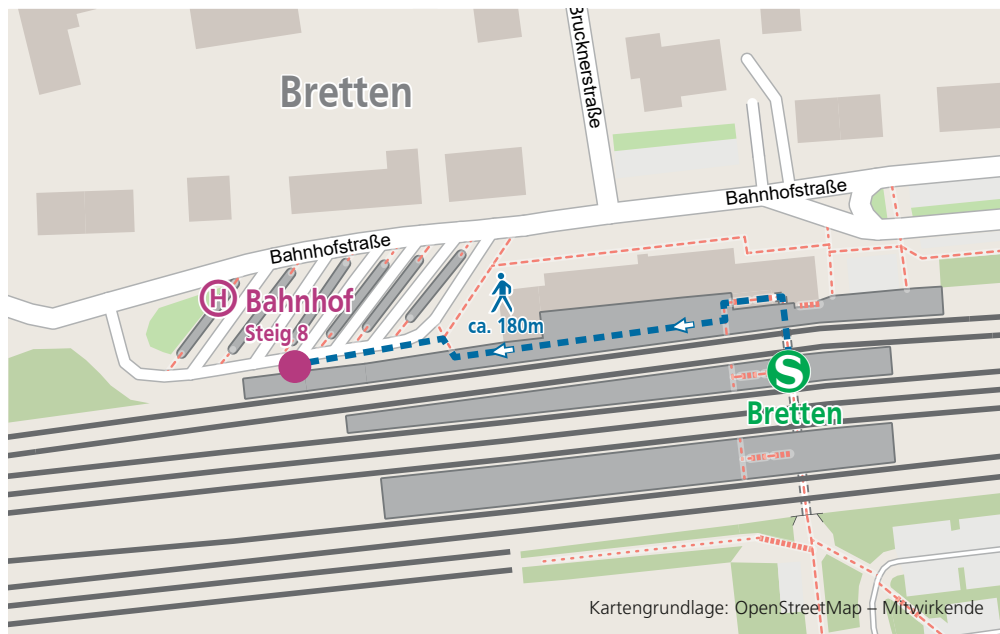 Brucknerstraße
Bretten
Bahnhofstraße
Bahnhofstraße
H Bahnhof
Steig 8
ca. 180m
S
Bretten
Kartengrundlage: OpenStreetMap – Mitwirkende